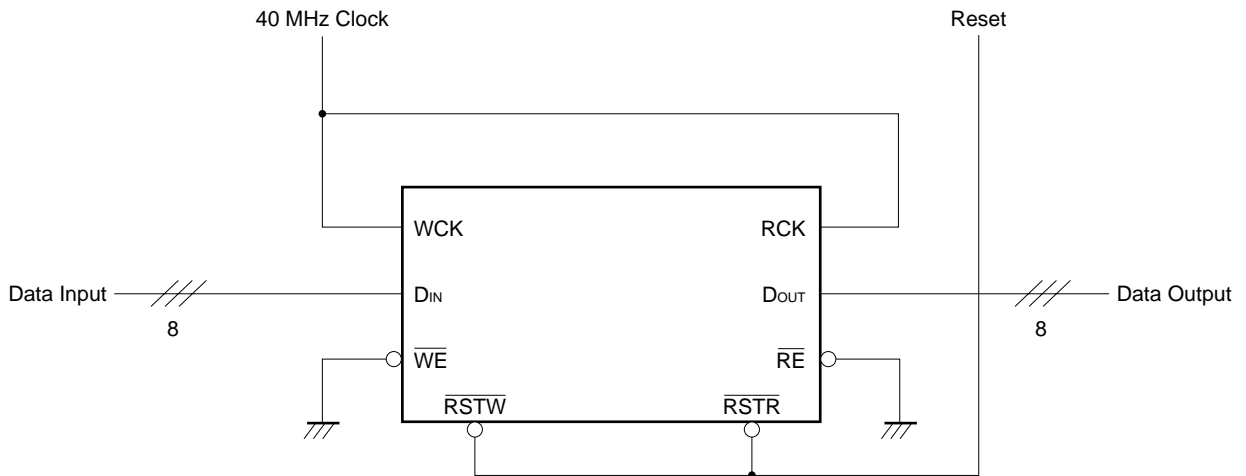 40 MHz Clock
Reset
WCK
RCK
Data Input
DIN
DOUT
Data Output
8
8
WE
RE
RSTW
RSTR